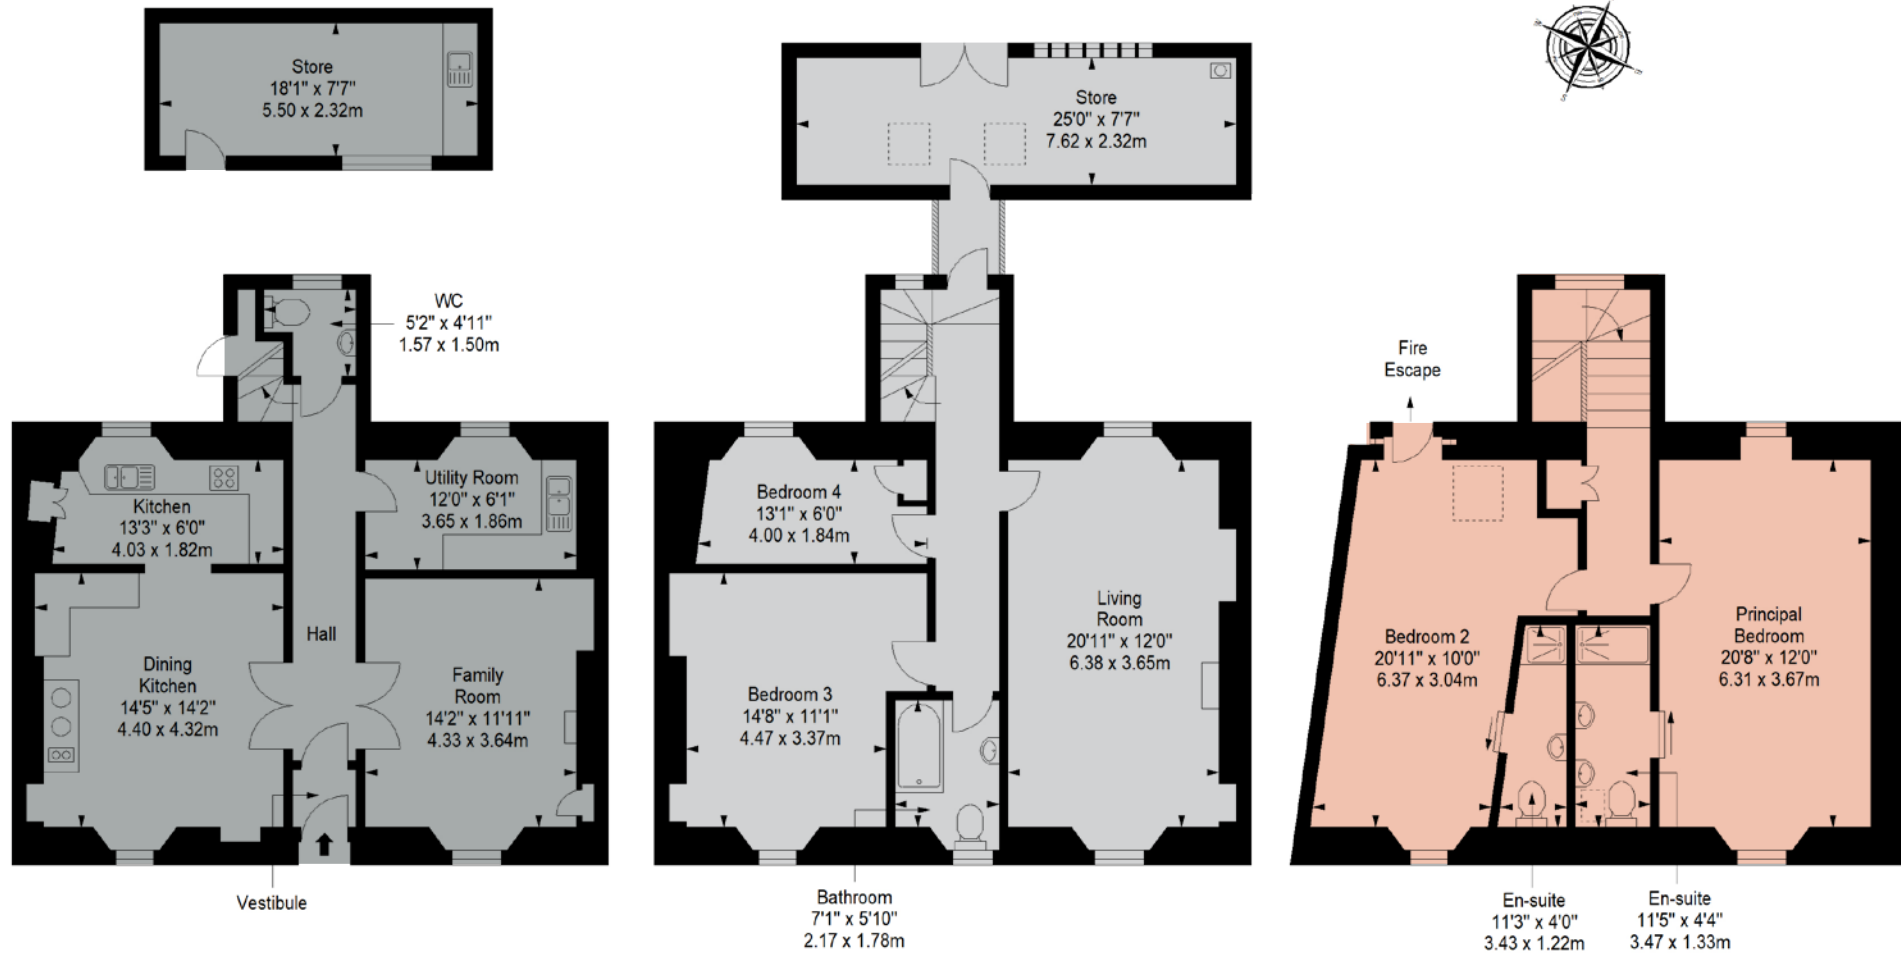 Store
18'1" x 7'7"
5.50 x 2.32m
Store
25'0" x 7'7"
7.62 x 2.32m
S
WC
5'2" x 4'11"
1.57 x 1.50m
Kitchen
13'3" x 6'0"
4.03 x 1.82m
Utility Room
12'0" x 6'1"
3.65 x 1.86m
Hall
Dining
Kitchen
14'5" x 14'2"
4.40 x 4.32m
Family
Room
14'2" x 11'11"
4.33 x 3.64m
Vestibule
Bedroom 4
13'1" x 6'0"
4.00 x 1.84m
Living
Room
20'11" x 12'0"
6.38 x 3.65m
Bedroom 3
14'8" x 11'1"
4.47 x 3.37m
Bathroom
7'1" x 5'10"
2.17 x 1.78m
Fire
Escape
Bedroom 2
20'11" x 10'0"
6.37 x 3.04m
Principal
Bedroom
20'8" x 12'0"
6.31 x 3.67m
En-suite
11'3" x 4'0"
3.43 x 1.22m
En-suite
11'5" x 4'4"
3.47 x 1.33m